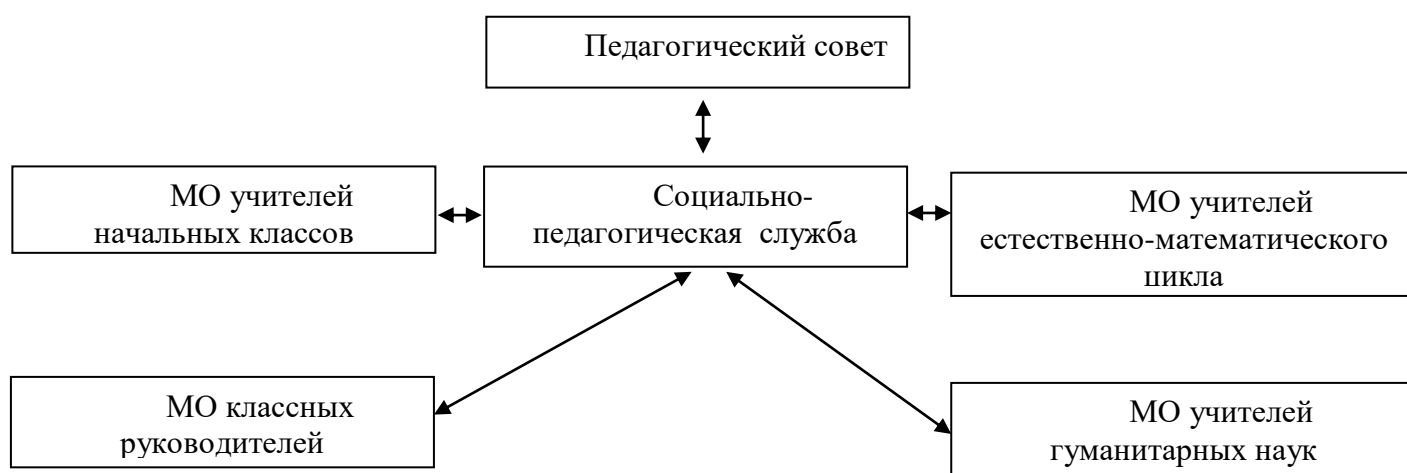 Педагогический совет
МО учителей
начальных классов
Социально-
педагогическая служба
МО учителей
естественно-математического
цикла
МО классных
руководителей
МО учителей
гуманитарных наук